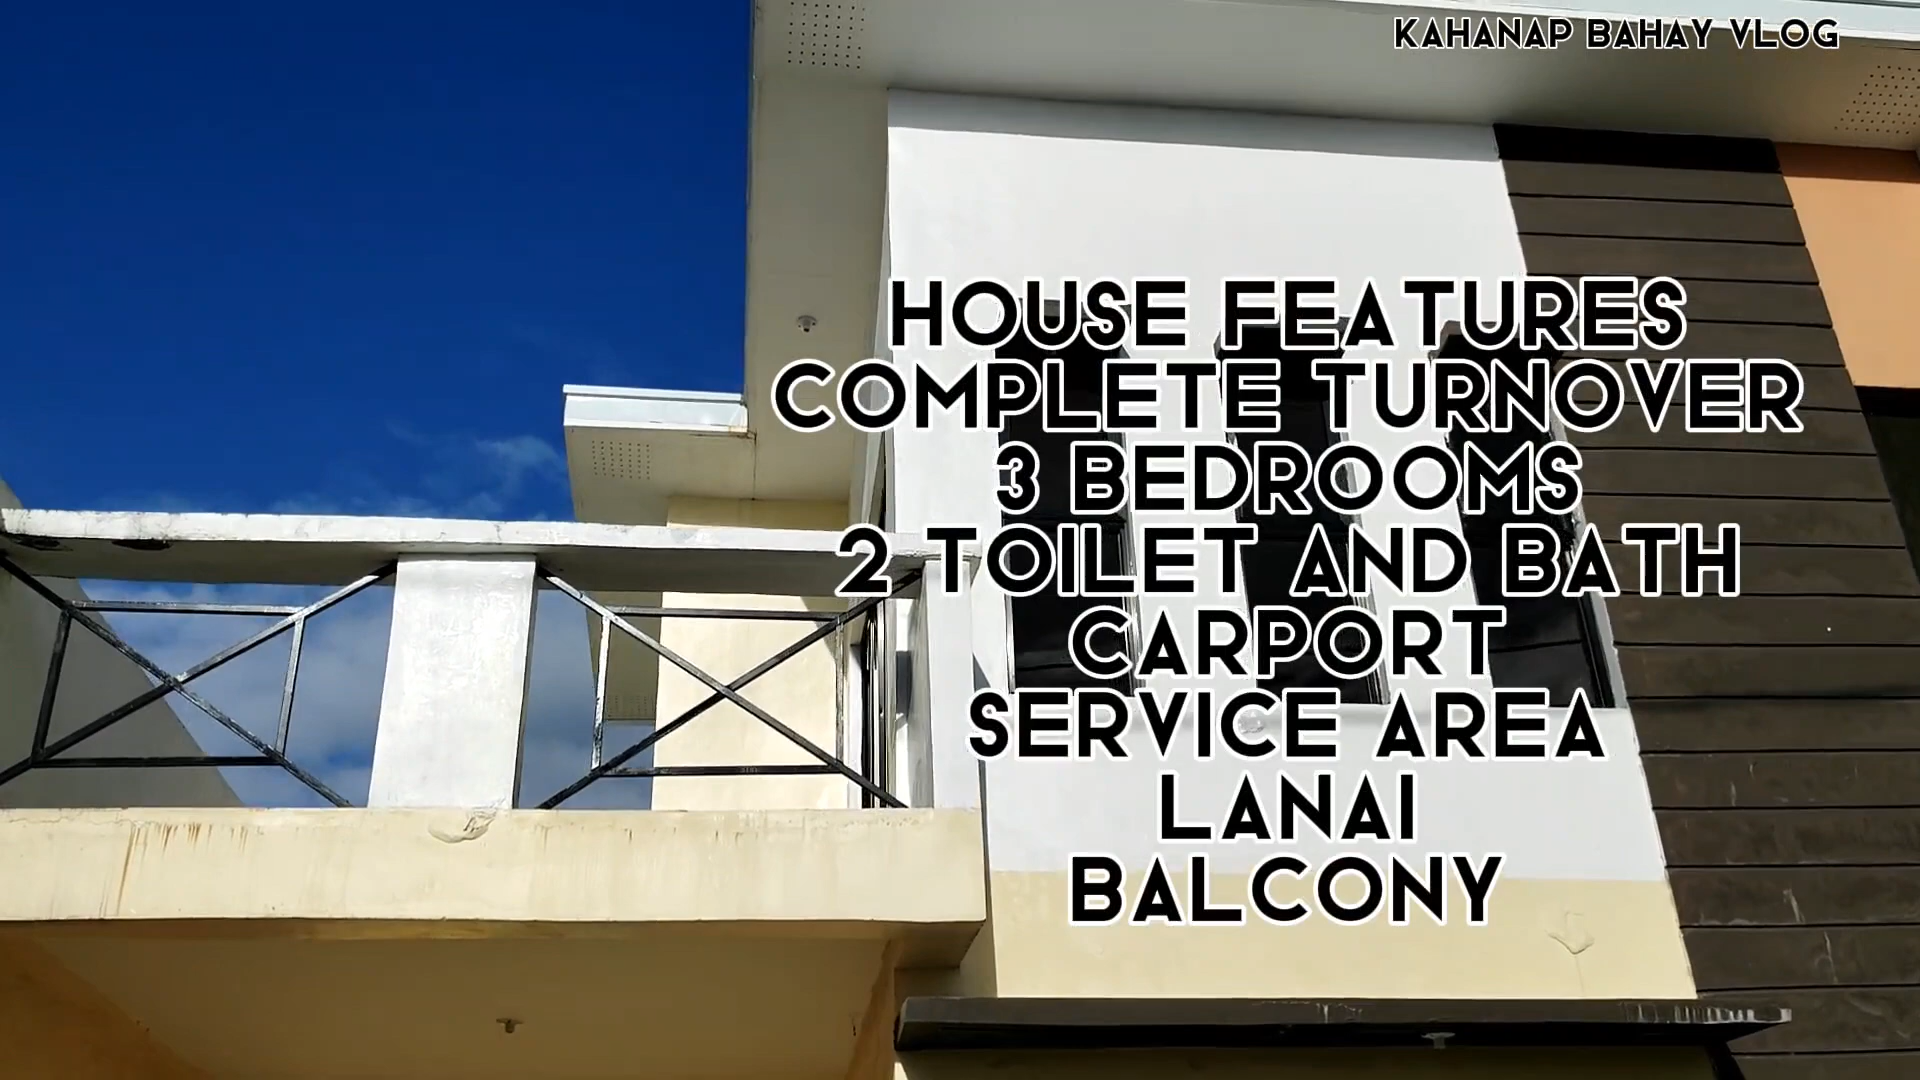 KAHANAP BAHAY VLOG
HOUSE FEATURES
COMPLETE TURNOVER
3 BEDROOMS
2 TOILET AND BATH
CARPORT
SERVICE AREA
LANAI
BALCONY